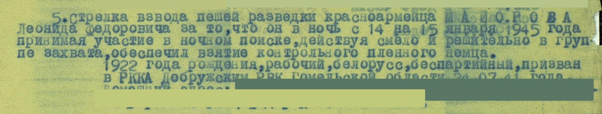 5.стрелка взвода пешей разведки красноармейца
Леонида Федоровича за то,что он в ночь с 14 на 15 января 1945 года
принимая участие в ночном поиске,действуя смело и решительно в груп-
пе захвата,обеспечил взятие контрольного пленного немца.
1922 года рождения,рабочий,белорусс,беспартийный,призван
в РККА Добружским РВК Гомельской области 24.07.41 года